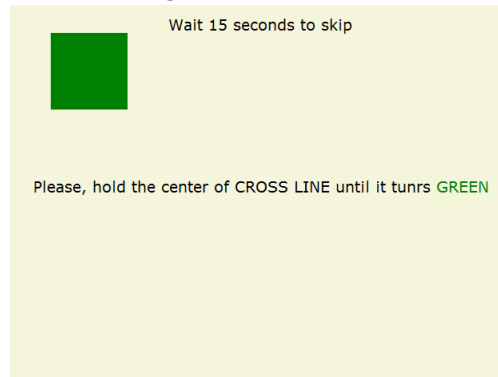 Wait 15 seconds to skip
Please, hold the center of CROSS LINE until it tunrs GREEN